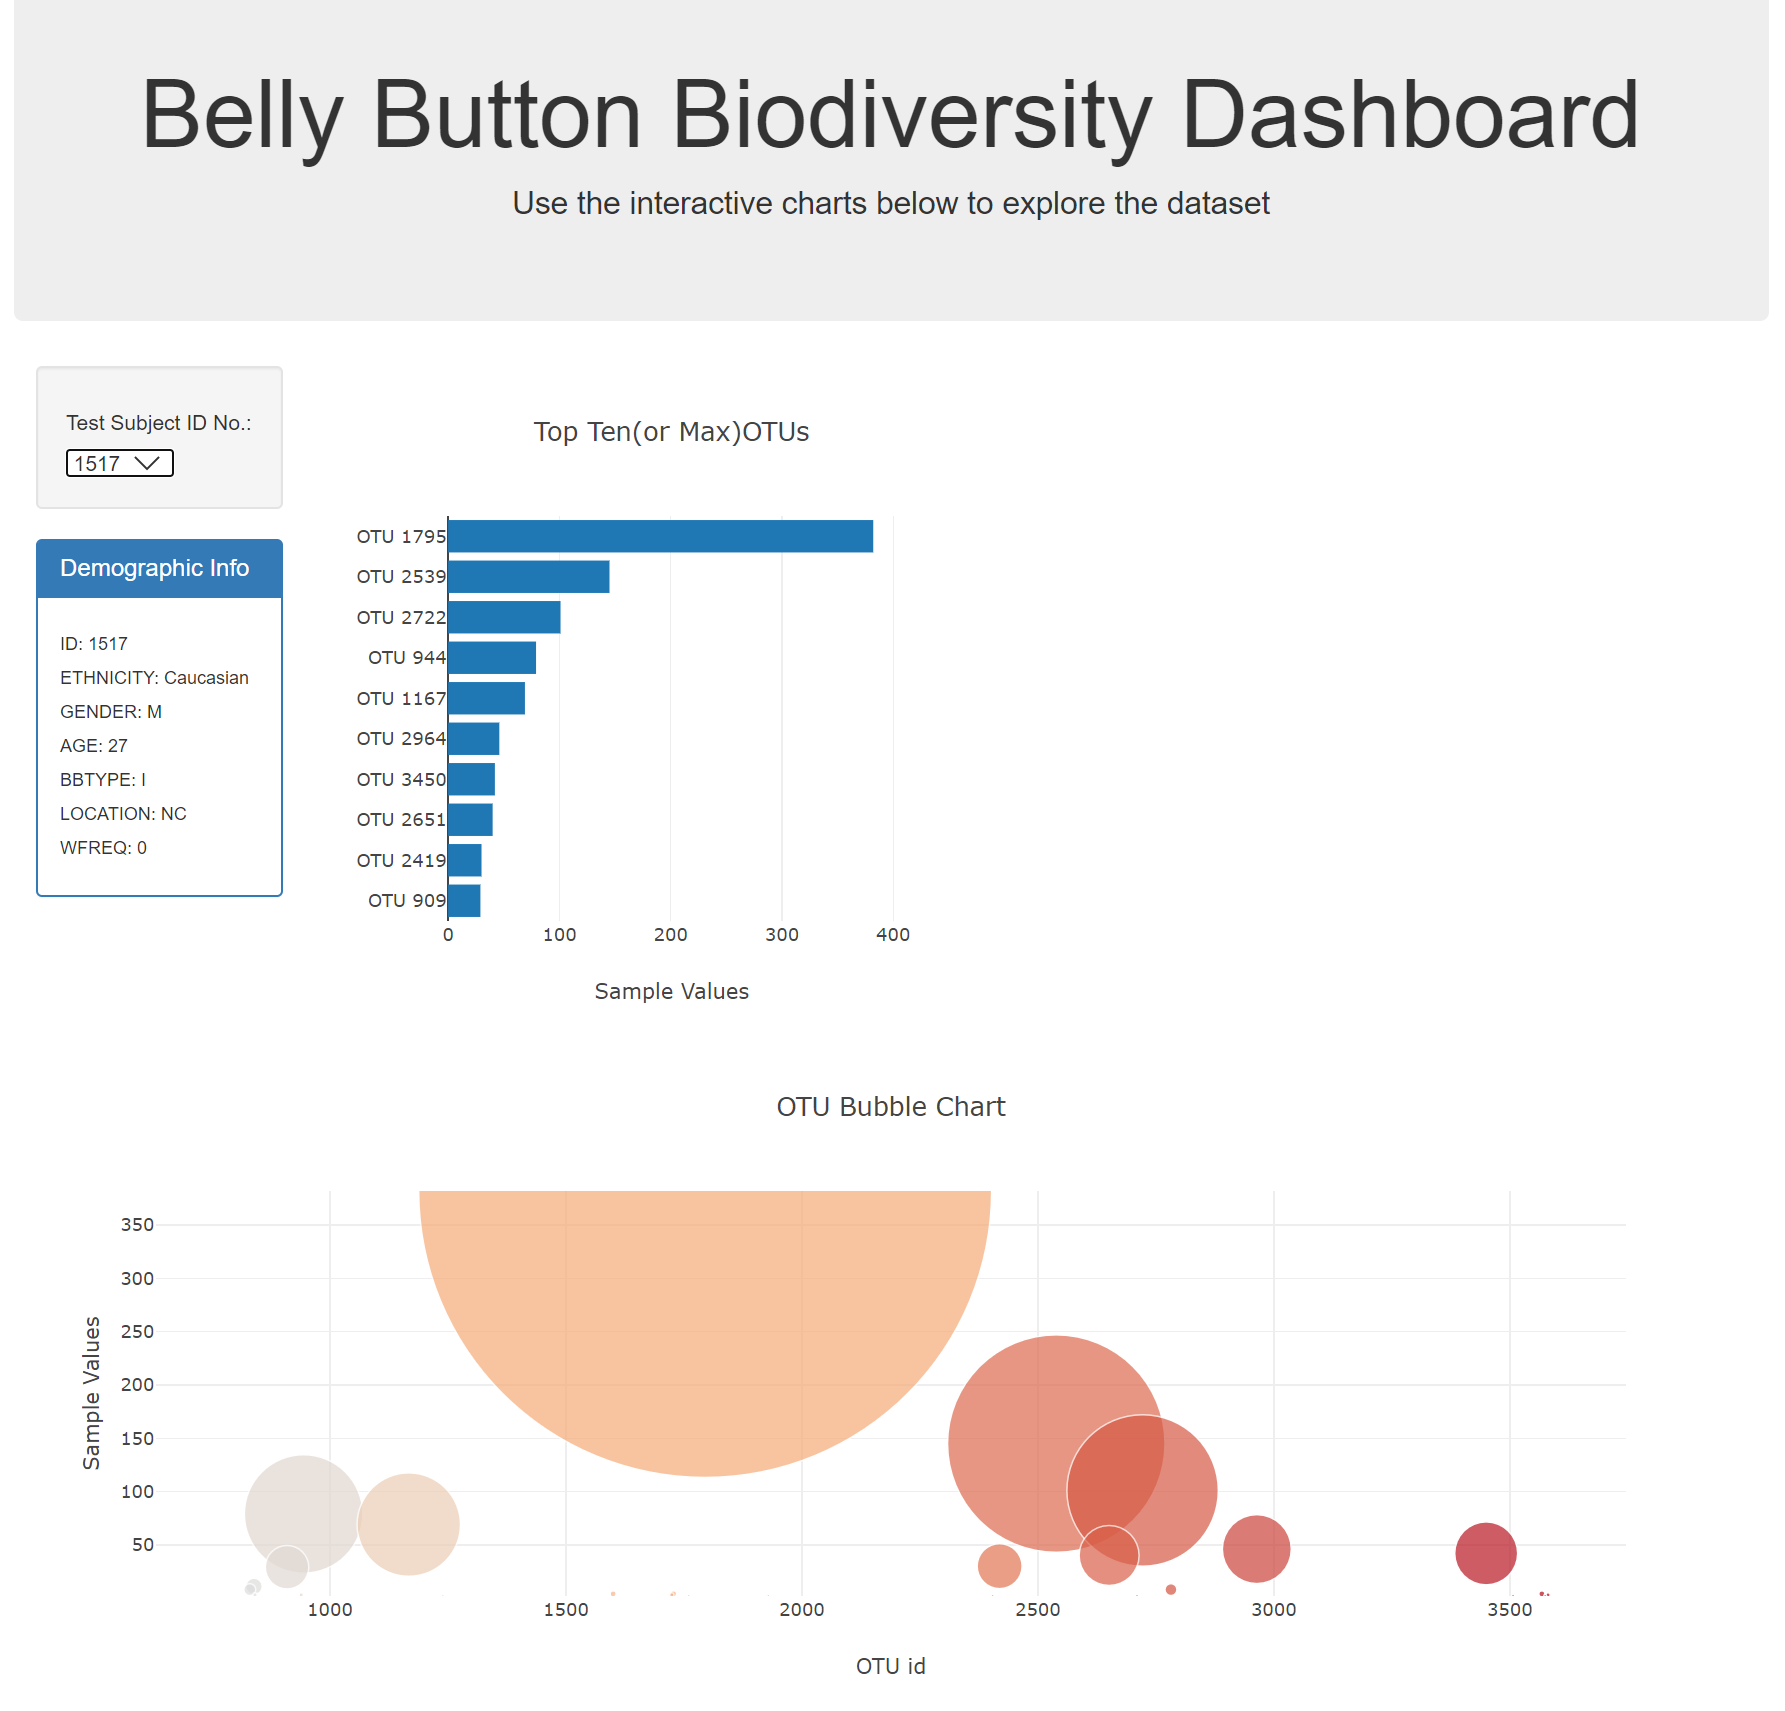 Belly Button Biodiversity Dashboard
Use the interactive charts below to explore the dataset
Test Subject ID No.:
1517
Demographic Info
ID: 1517
ETHNICITY: Caucasian
GENDER: M
AGE: 27
BBTYPE: I
LOCATION: NC
WFREQ: 0
Top Ten(or Max)OTUs
OTU 1795
OTU 2539
OTU 2722
OTU 944
OTU 1167
OTU 2964
OTU 3450
OTU 2651
OTU 2419
OTU 909
0 100 200 300 400
Sample Values
OTU Bubble Chart
350
300
250
200
150
100
50
Sample Values
1000 1500 2000 2500 3000 3500
OTU id